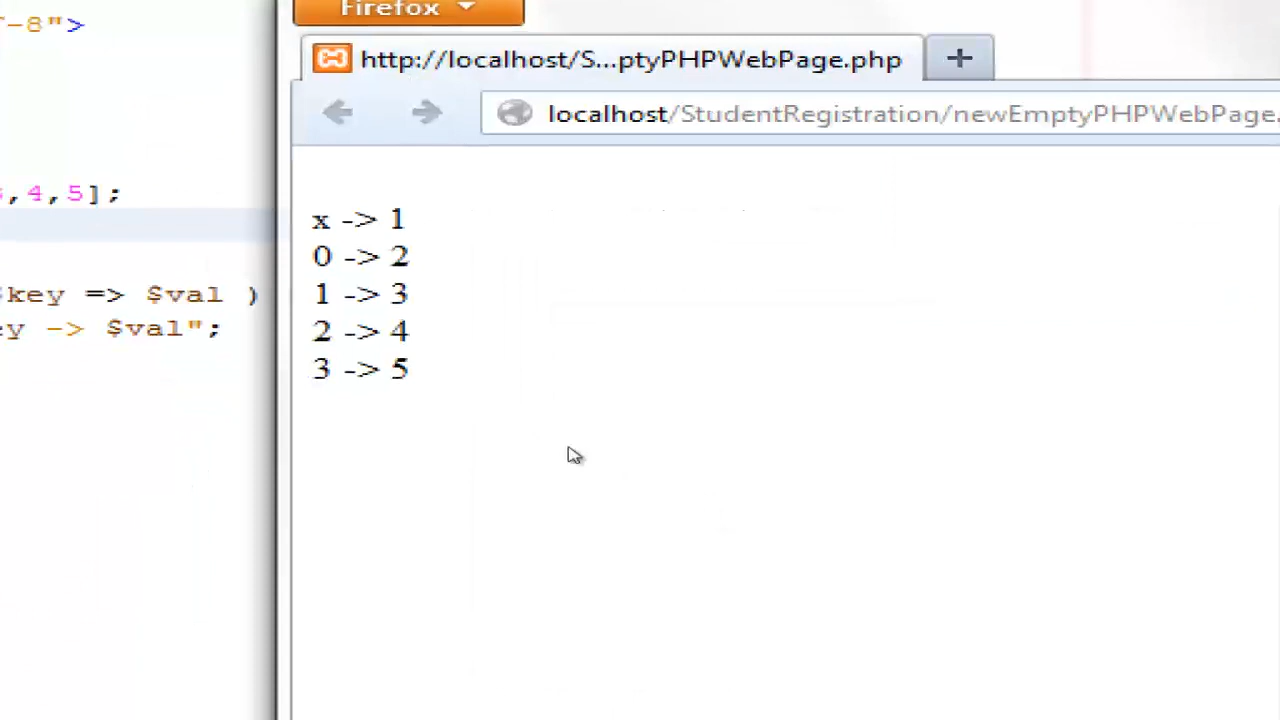 -8">
,4,5];
key => $val )
ey -> $val";
Firefox
http://localhost/S...ptyPHPWebPage.php
localhost/StudentRegistration/newEmptyPHPWebPage.
x -> 1
0 -> 2
1 -> 3
2 -> 4
3 -> 5